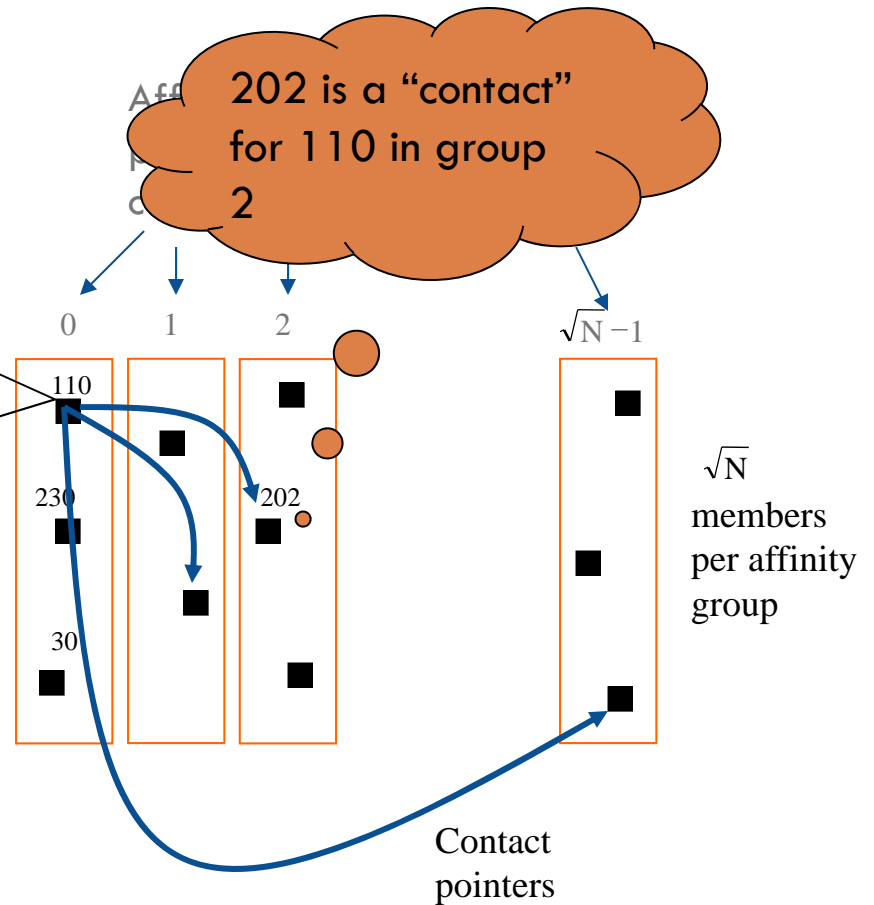 202 is a “contact”
for 110 in group
2
0
1
2
√N −1
110
230
202
30
√N
members
per affinity
group
Contact
pointers